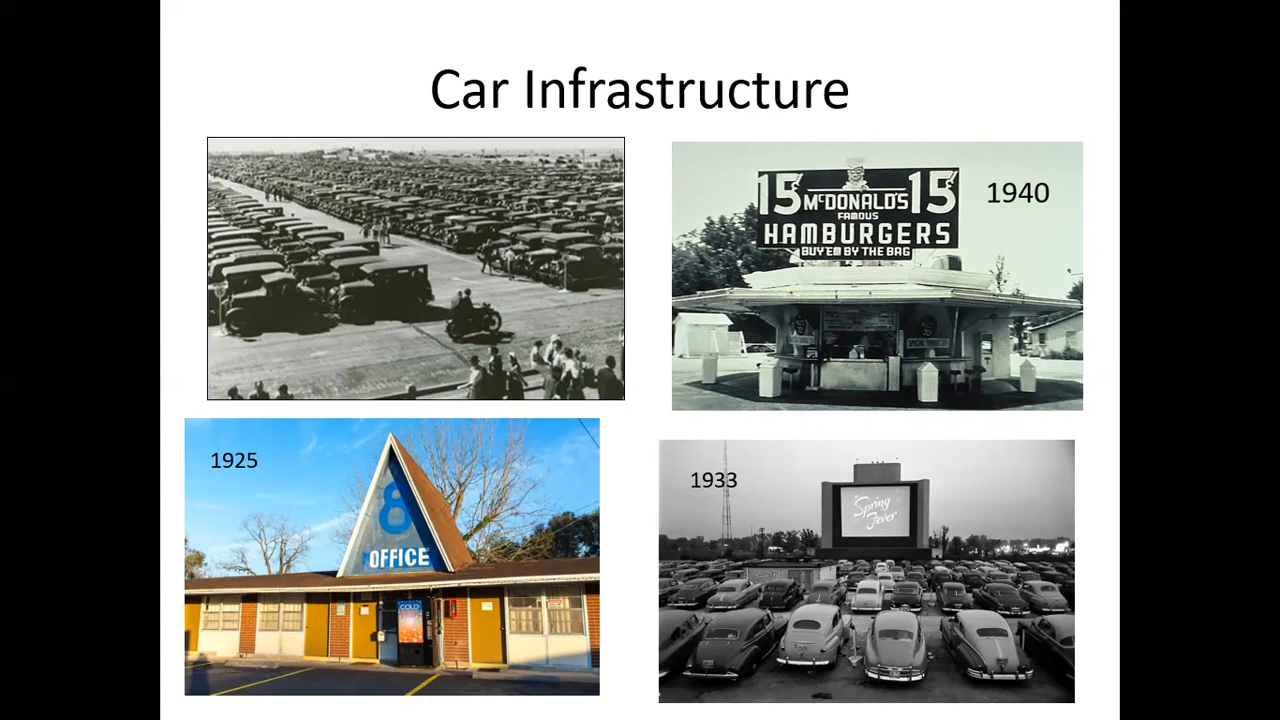 Car Infrastructure
15 McDONALD'S 15
FAMOUS
HAMBURGERS
BUY'EM BY THE BAG
1940
1925
8
OFFICE
COLD
1933
Spring
Fever